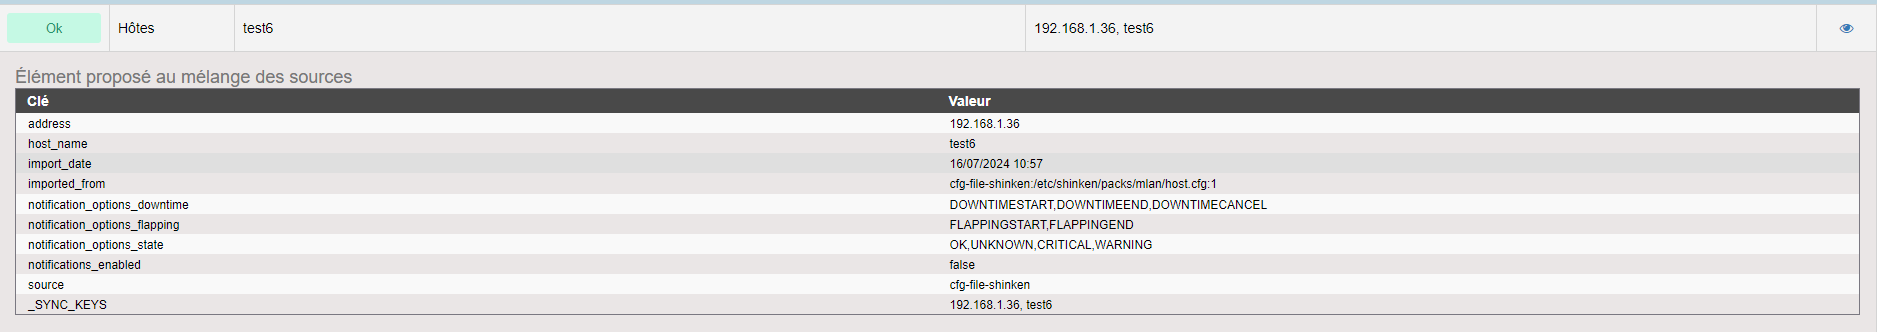 Ok Hôtes test6 192.168.1.36, test6
Élément proposé au mélange des sources
Clé Valeur
address 192.168.1.36
host_name test6
import_date 16/07/2024 10:57
imported_from cfg-file-shinken:/etc/shinken/packs/mlan/host.cfg:1
notification_options_downtime DOWNTIMESTART,DOWNTIMEEND,DOWNTIMECANCEL
notification_options_flapping FLAPPINGSTART,FLAPPINGEND
notification_options_state OK,UNKNOWN,CRITICAL,WARNING
notifications_enabled false
source cfg-file-shinken
_SYNC_KEYS 192.168.1.36, test6